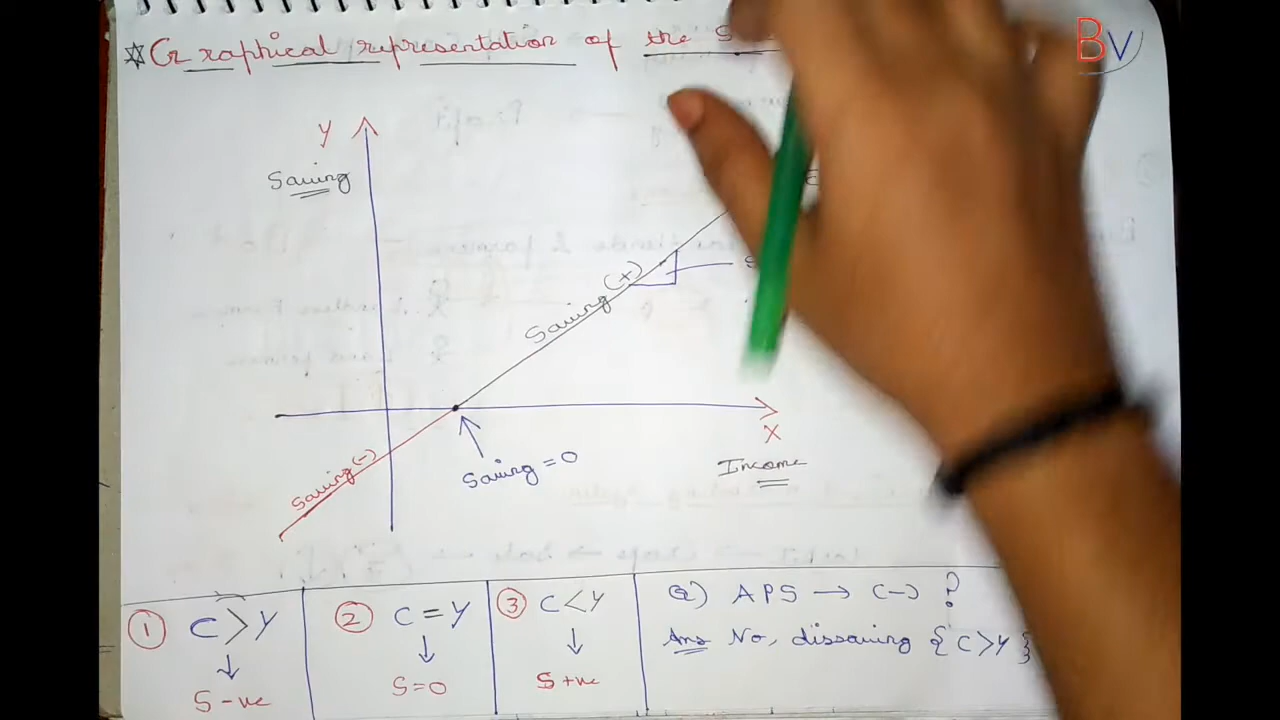 ☆ Graphical representation of the S
BV
Y
Saving
E
Saving (+)
S
X
Saving = 0
Income
Saving (-)
① C > Y
↓
S -ve
② C = Y
↓
S = 0
③ C < Y
↓
S +ve
Q) APS → C-) ?
Ans No, dissaving { C > Y }